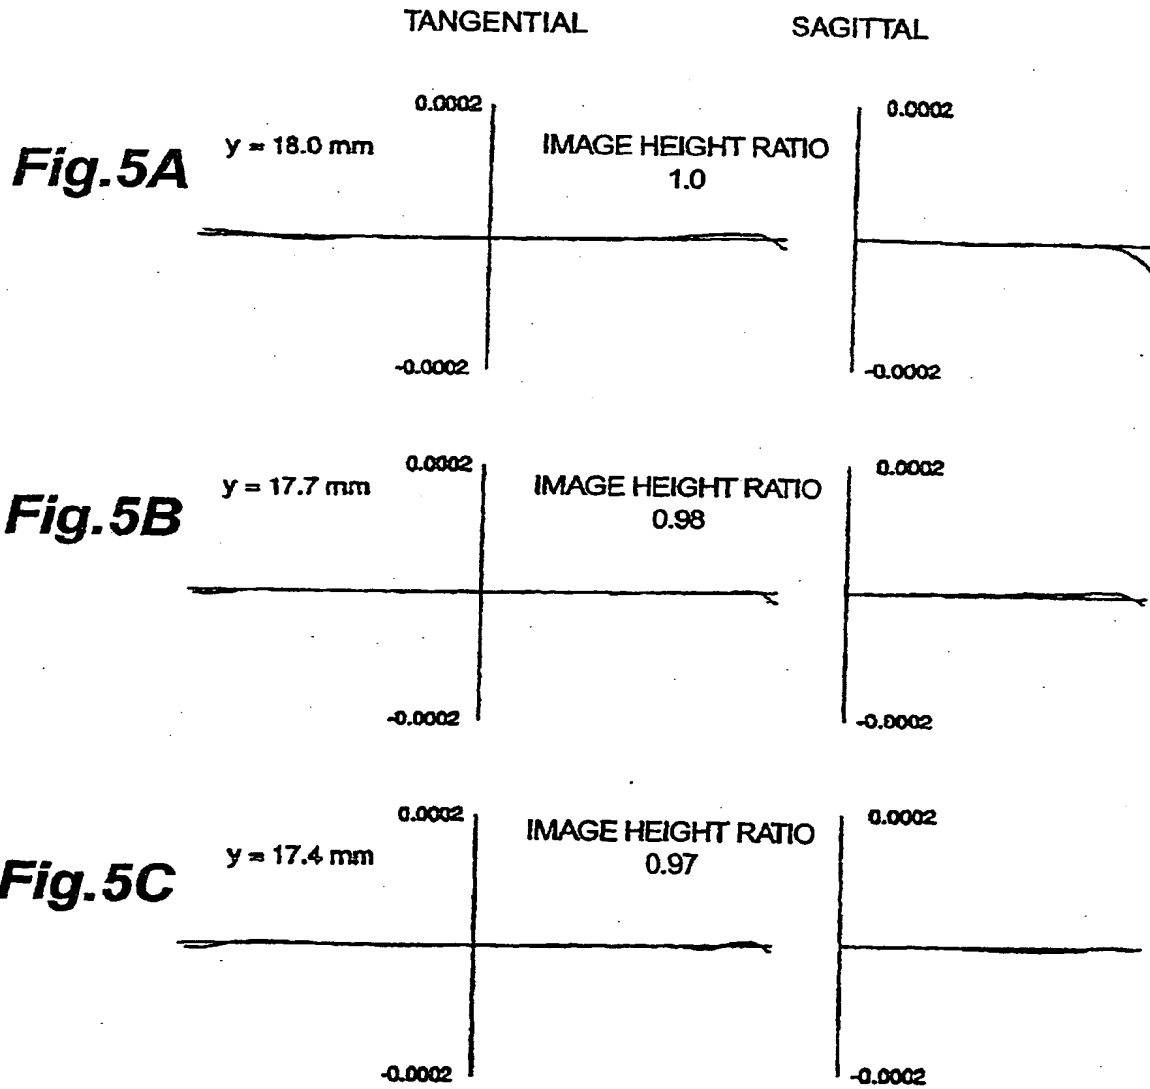 TANGENTIAL SAGITTAL
0.0002 0.0002
Fig.5A y = 18.0 mm IMAGE HEIGHT RATIO
1.0
-0.0002 -0.0002
0.0002 0.0002
Fig.5B y = 17.7 mm IMAGE HEIGHT RATIO
0.98
-0.0002 -0.0002
0.0002 0.0002
Fig.5C y = 17.4 mm IMAGE HEIGHT RATIO
0.97
-0.0002 -0.0002